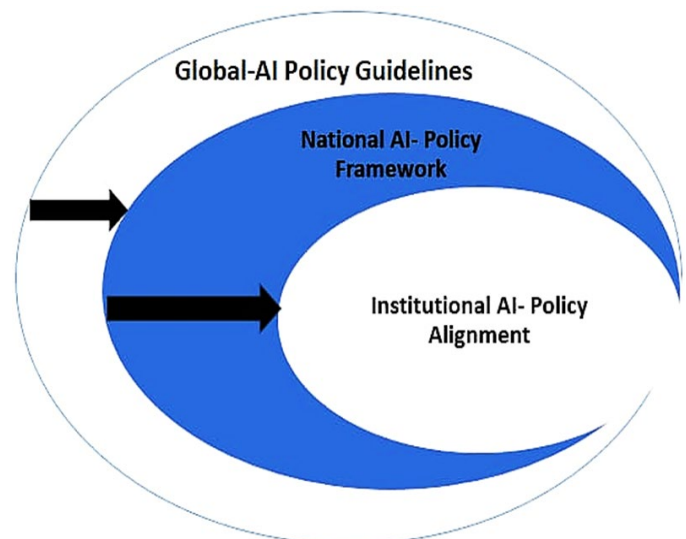 Global-AI Policy Guidelines
National AI- Policy
Framework
Institutional AI- Policy
Alignment